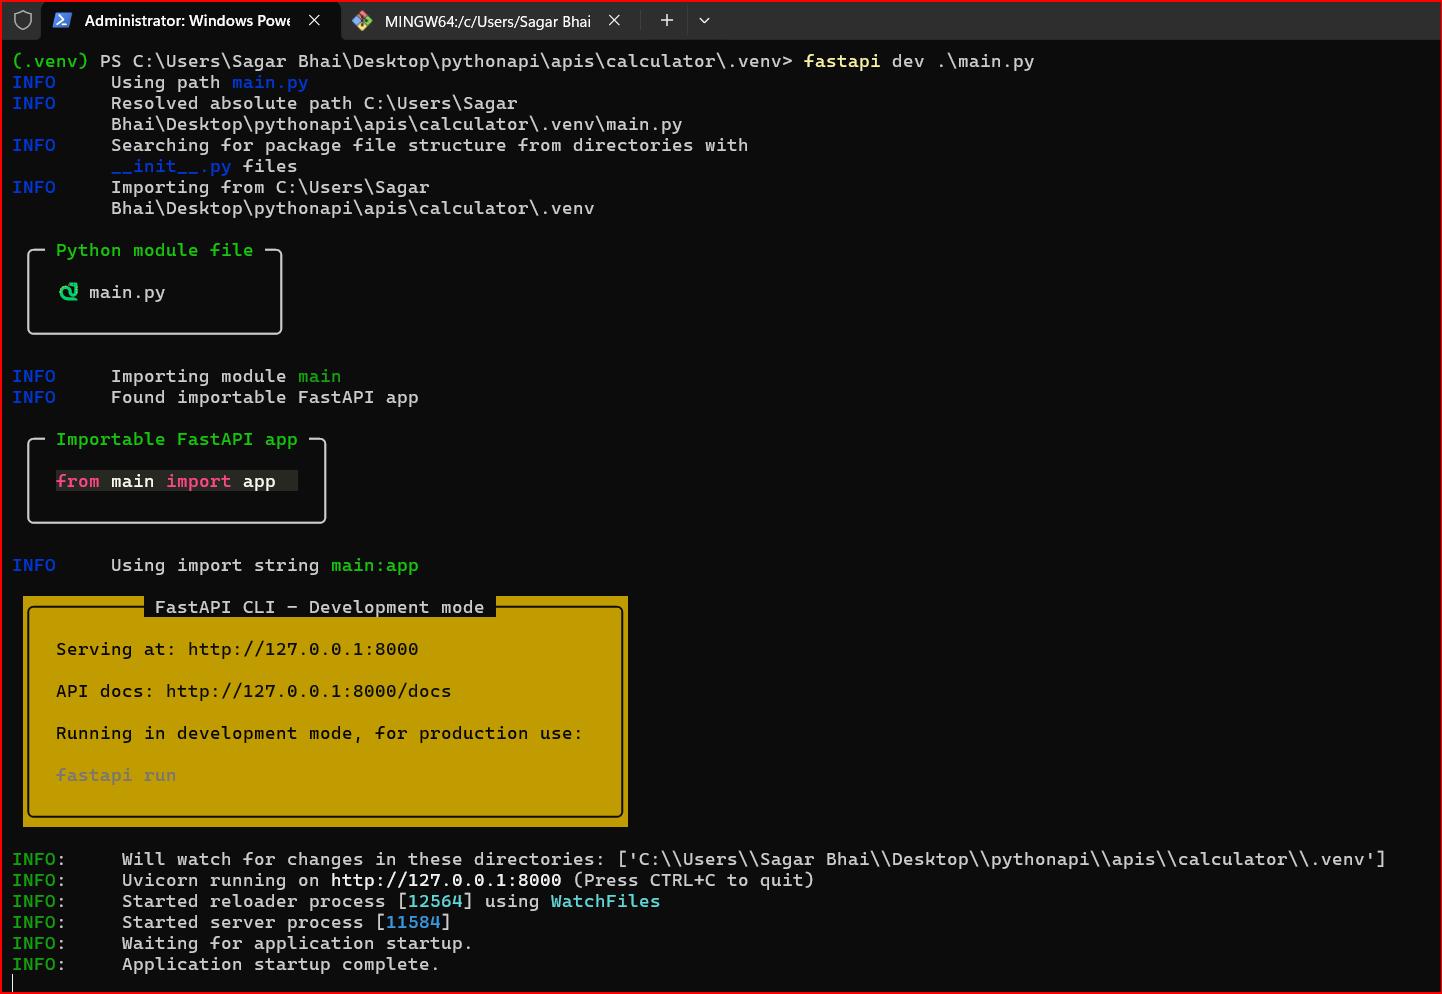 Administrator: Windows Powe
MINGW64:/c/Users/Sagar Bhai
(.venv) PS C:\Users\Sagar Bhai\Desktop\pythonapi\apis\calculator\.venv> fastapi dev .\main.py
INFO     Using path main.py
INFO     Resolved absolute path C:\Users\Sagar
Bhai\Desktop\pythonapi\apis\calculator\.venv\main.py
INFO     Searching for package file structure from directories with
__init__.py files
INFO     Importing from C:\Users\Sagar
Bhai\Desktop\pythonapi\apis\calculator\.venv
Python module file
main.py
INFO     Importing module main
INFO     Found importable FastAPI app
Importable FastAPI app
from main import app
INFO     Using import string main:app
FastAPI CLI - Development mode
Serving at: http://127.0.0.1:8000
API docs: http://127.0.0.1:8000/docs
Running in development mode, for production use:
fastapi run
INFO:     Will watch for changes in these directories: ['C:\\Users\\Sagar Bhai\\Desktop\\pythonapi\\apis\\calculator\\.venv']
INFO:     Uvicorn running on http://127.0.0.1:8000 (Press CTRL+C to quit)
INFO:     Started reloader process [12564] using WatchFiles
INFO:     Started server process [11584]
INFO:     Waiting for application startup.
INFO:     Application startup complete.